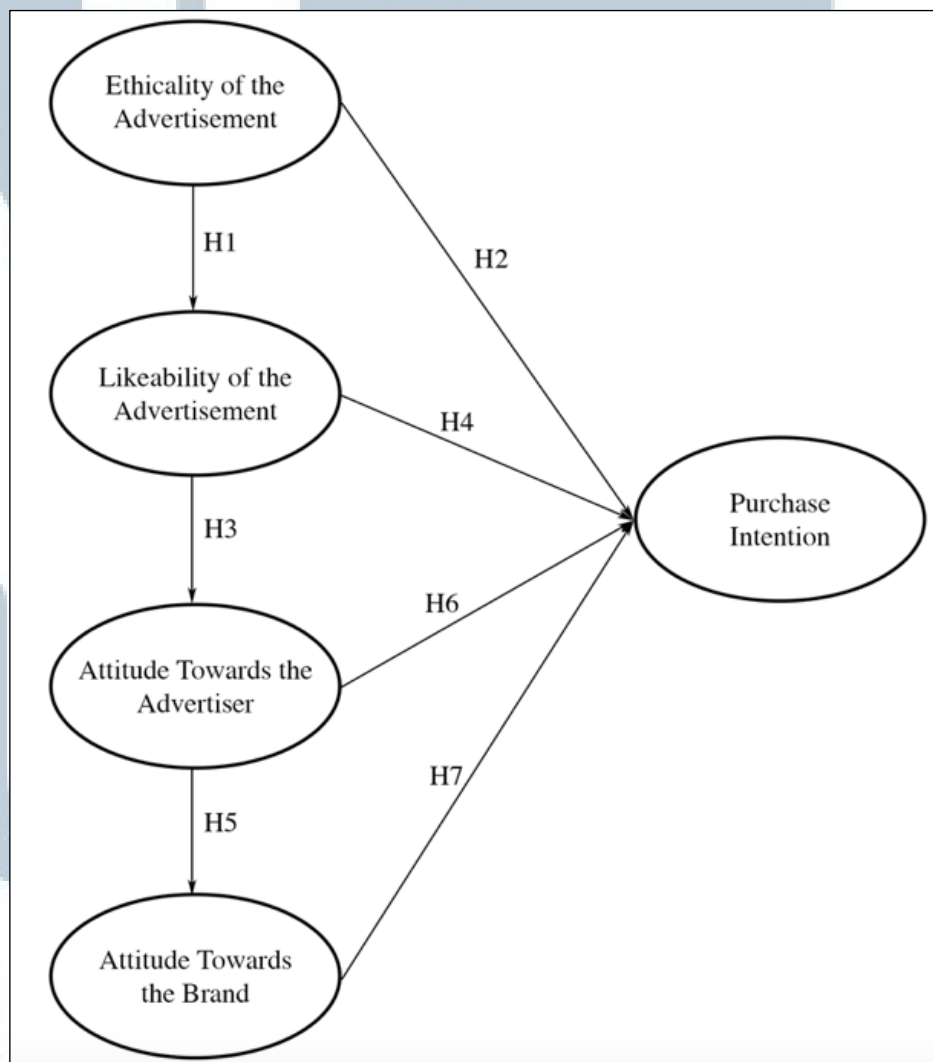 Ethicality of the
Advertisement
H1
H2
Likeability of the
Advertisement
H4
H3
Purchase
Intention
H6
Attitude Towards the
Advertiser
H7
H5
Attitude Towards
the Brand